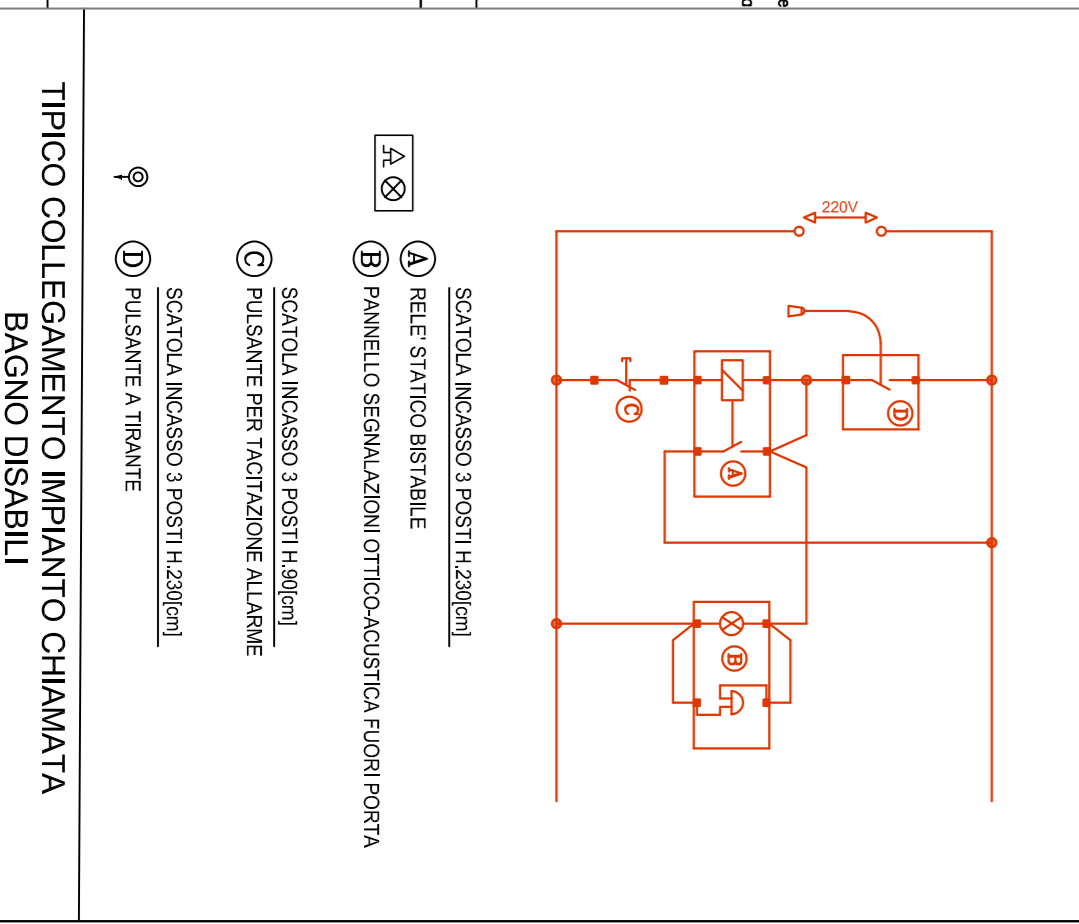 220V
D
C
A
B
SCATOLA INCASSO 3 POSTI H.230[cm]
A RELE' STATICO BISTABILE
B PANNELLO SEGNALAZIONI OTTICO-ACUSTICA FUORI PORTA
SCATOLA INCASSO 3 POSTI H.90[cm]
C PULSANTE PER TACITAZIONE ALLARME
SCATOLA INCASSO 3 POSTI H.230[cm]
D PULSANTE A TIRANTE
TIPICO COLLEGAMENTO IMPIANTO CHIAMATA
BAGNO DISABILI